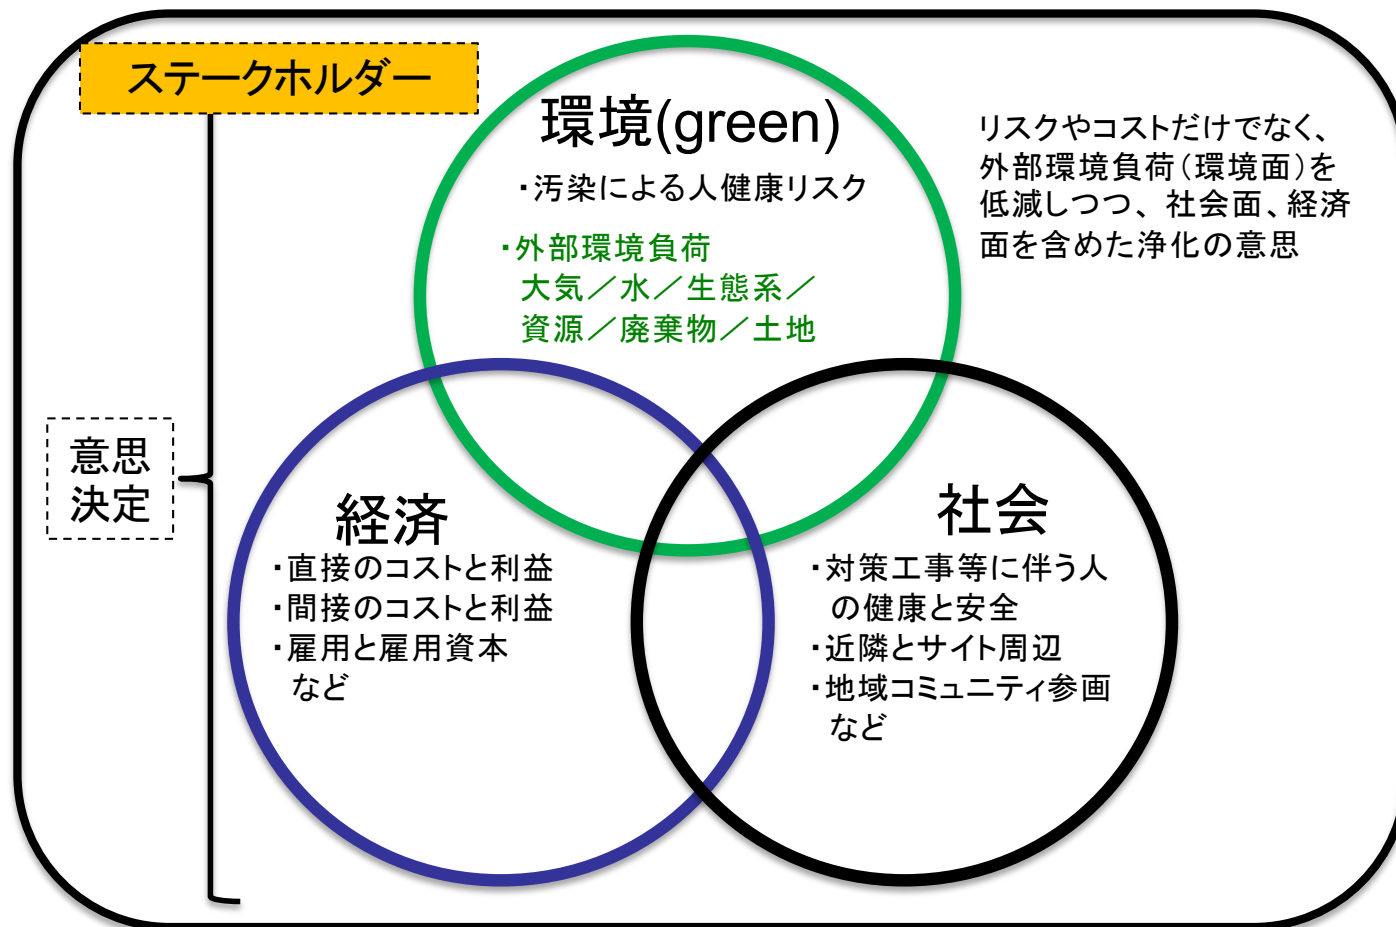 ステークホルダー
環境(green)
・汚染による人健康リスク
・外部環境負荷
大気／水／生態系／
資源／廃棄物／土地
リスクやコストだけでなく、
外部環境負荷（環境面）を
低減しつつ、社会面、経済
面を含めた浄化の意思
意思
決定
経済
・直接のコストと利益
・間接のコストと利益
・雇用と雇用資本
など
社会
・対策工事等に伴う人
の健康と安全
・近隣とサイト周辺
・地域コミュニティ参画
など